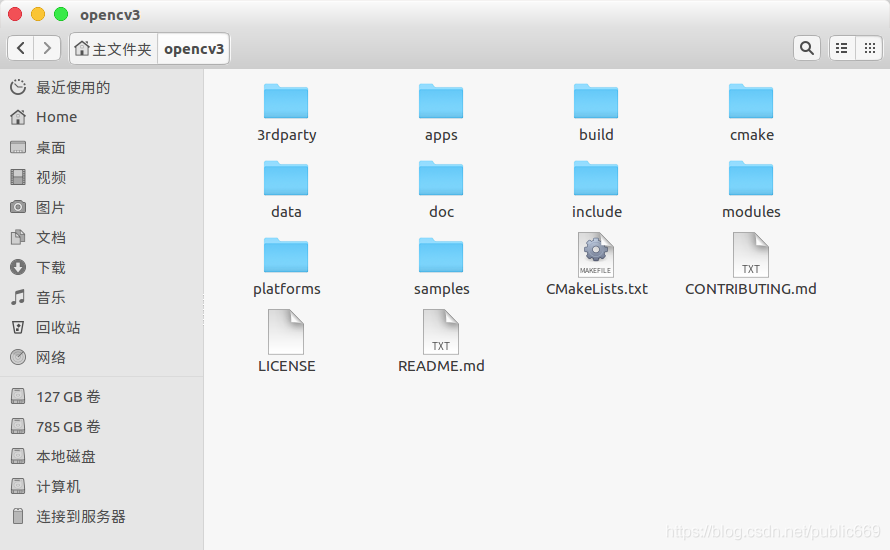 opencv3
主文件夹 opencv3
最近使用的
Home
桌面
视频
图片
文档
下载
音乐
回收站
网络
127 GB 卷
785 GB 卷
本地磁盘
计算机
连接到服务器
3rdparty apps build cmake
data doc include modules
MAKEFILE TXT
platforms samples CMakeLists.txt CONTRIBUTING.md
TXT
LICENSE README.md
https://blog.csdn.net/public669